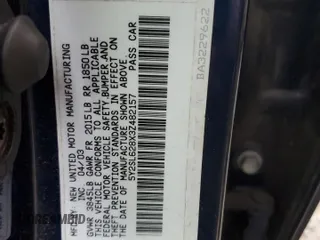 MFD BY NEW UNITED MOTOR MANUFACTURING
INC 04/03
GVWR 3845LB GAWR FR 2015LB RR 1850LB
THIS VEHICLE CONFORMS TO ALL APPLICABLE
FEDERAL MOTOR VEHICLE SAFETY, BUMPER AND
THEFT PREVENTION STANDARDS IN EFFECT ON
THE DATE OF MANUFACTURE SHOWN ABOVE.
5Y2SL628X3Z482157 PASS CAR
BA3229622